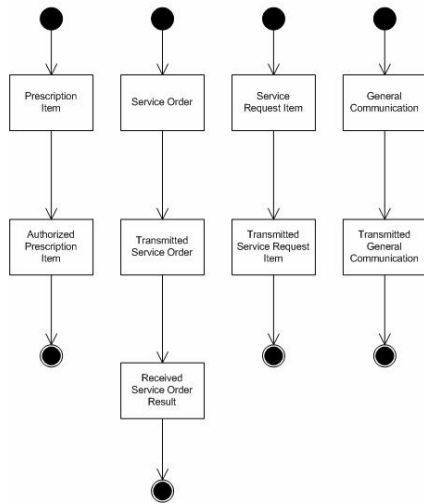 Prescription
Item
Service Order
Service
Request Item
General
Communication
Authorized
Prescription
Item
Transmitted
Service Order
Transmitted
Service Request
Item
Transmitted
General
Communication
Received
Service Order
Result